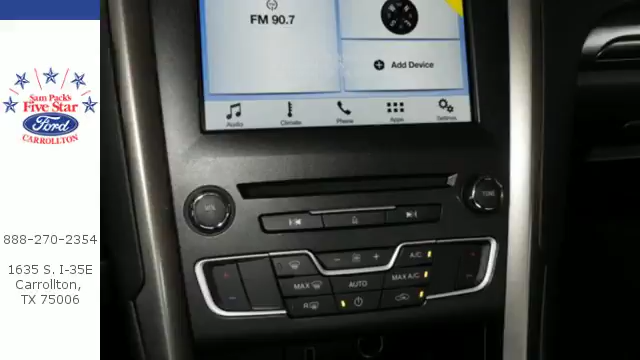 Sam Pack's
Five Star
Ford
CARROLLTON
888-270-2354
1635 S. I-35E
Carrollton,
TX 75006
FM 90.7
Add Device
Audio
Climate
Phone
Apps
Settings
VOL
TUNE
A/C
MAX
AUTO
MAX A/C
R